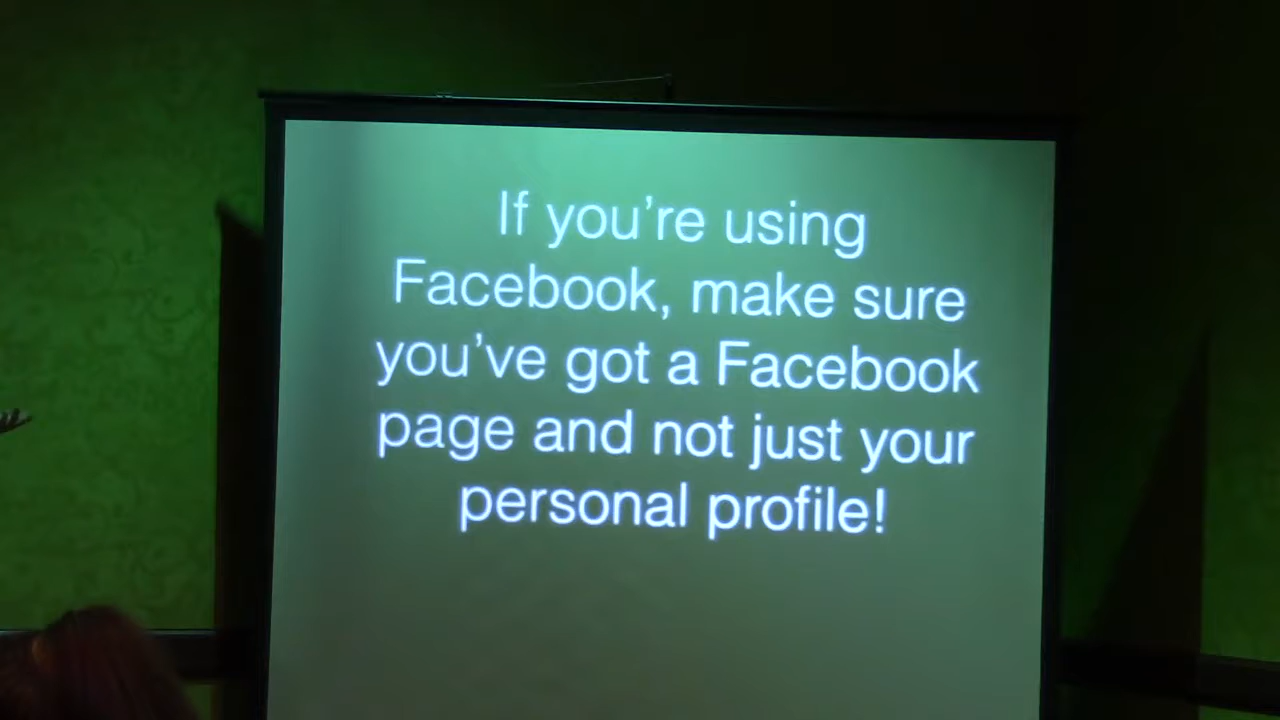 If you’re using
Facebook, make sure
you’ve got a Facebook
page and not just your
personal profile!